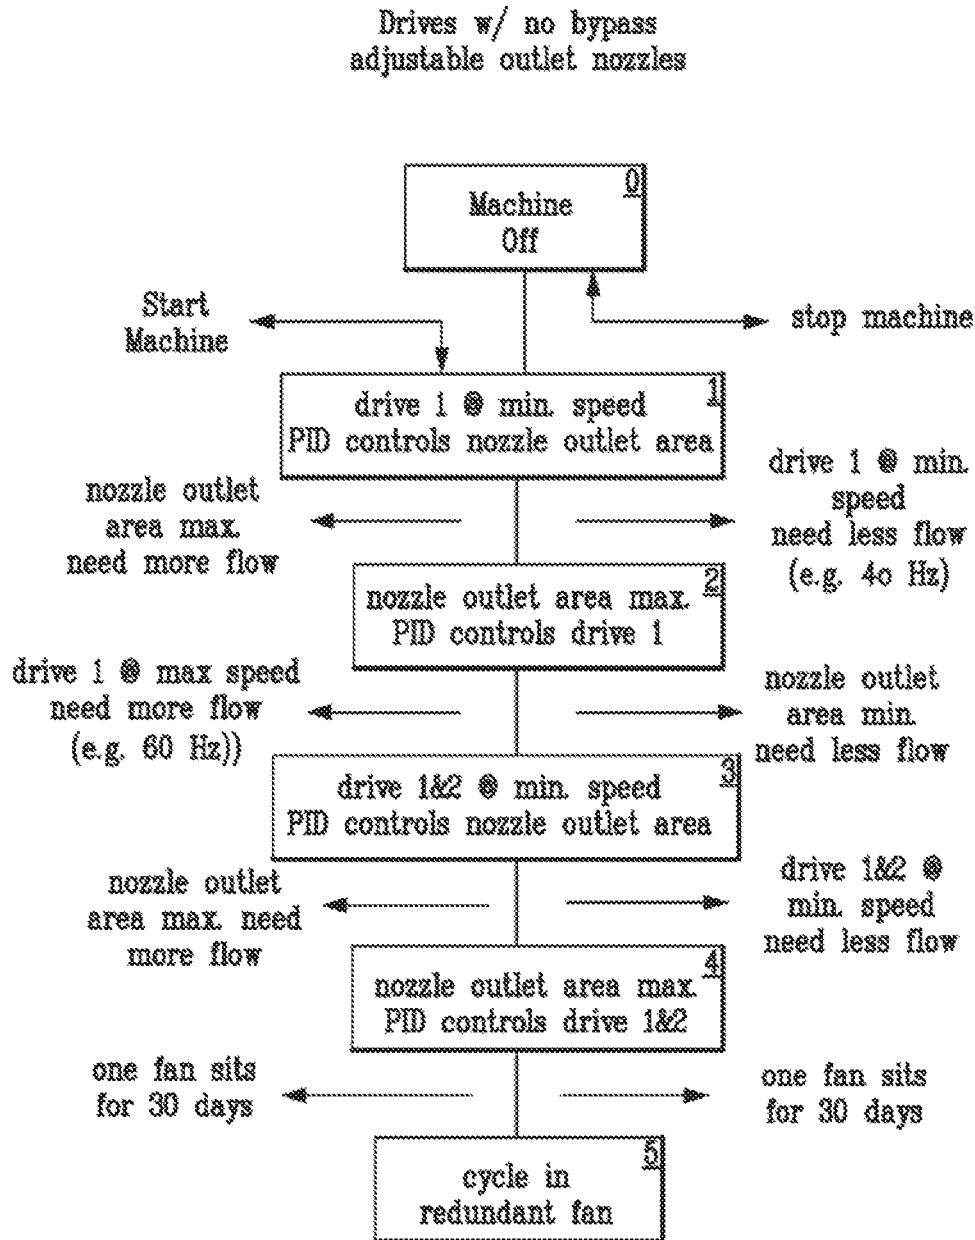 Drives w/ no bypass
adjustable outlet nozzles
0
Machine
Off
Start
Machine
stop machine
1
drive 1 @ min. speed
PID controls nozzle outlet area
nozzle outlet
area max.
need more flow
drive 1 @ min.
speed
need less flow
(e.g. 4o Hz)
2
nozzle outlet area max.
PID controls drive 1
drive 1 @ max speed
need more flow
(e.g. 60 Hz))
nozzle outlet
area min.
need less flow
3
drive 1&2 @ min. speed
PID controls nozzle outlet area
nozzle outlet
area max. need
more flow
drive 1&2 @
min. speed
need less flow
4
nozzle outlet area max.
PID controls drive 1&2
one fan sits
for 30 days
one fan sits
for 30 days
5
cycle in
redundant fan